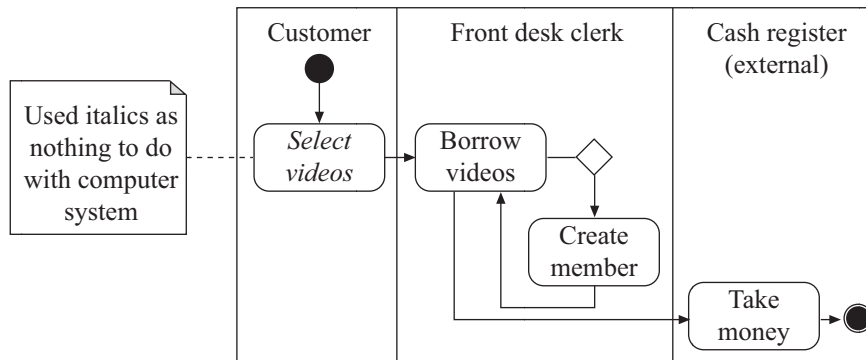 Customer
Front desk clerk
Cash register
(external)
Used italics as
nothing to do
with computer
system
Select
videos
Borrow
videos
Create
member
Take
money